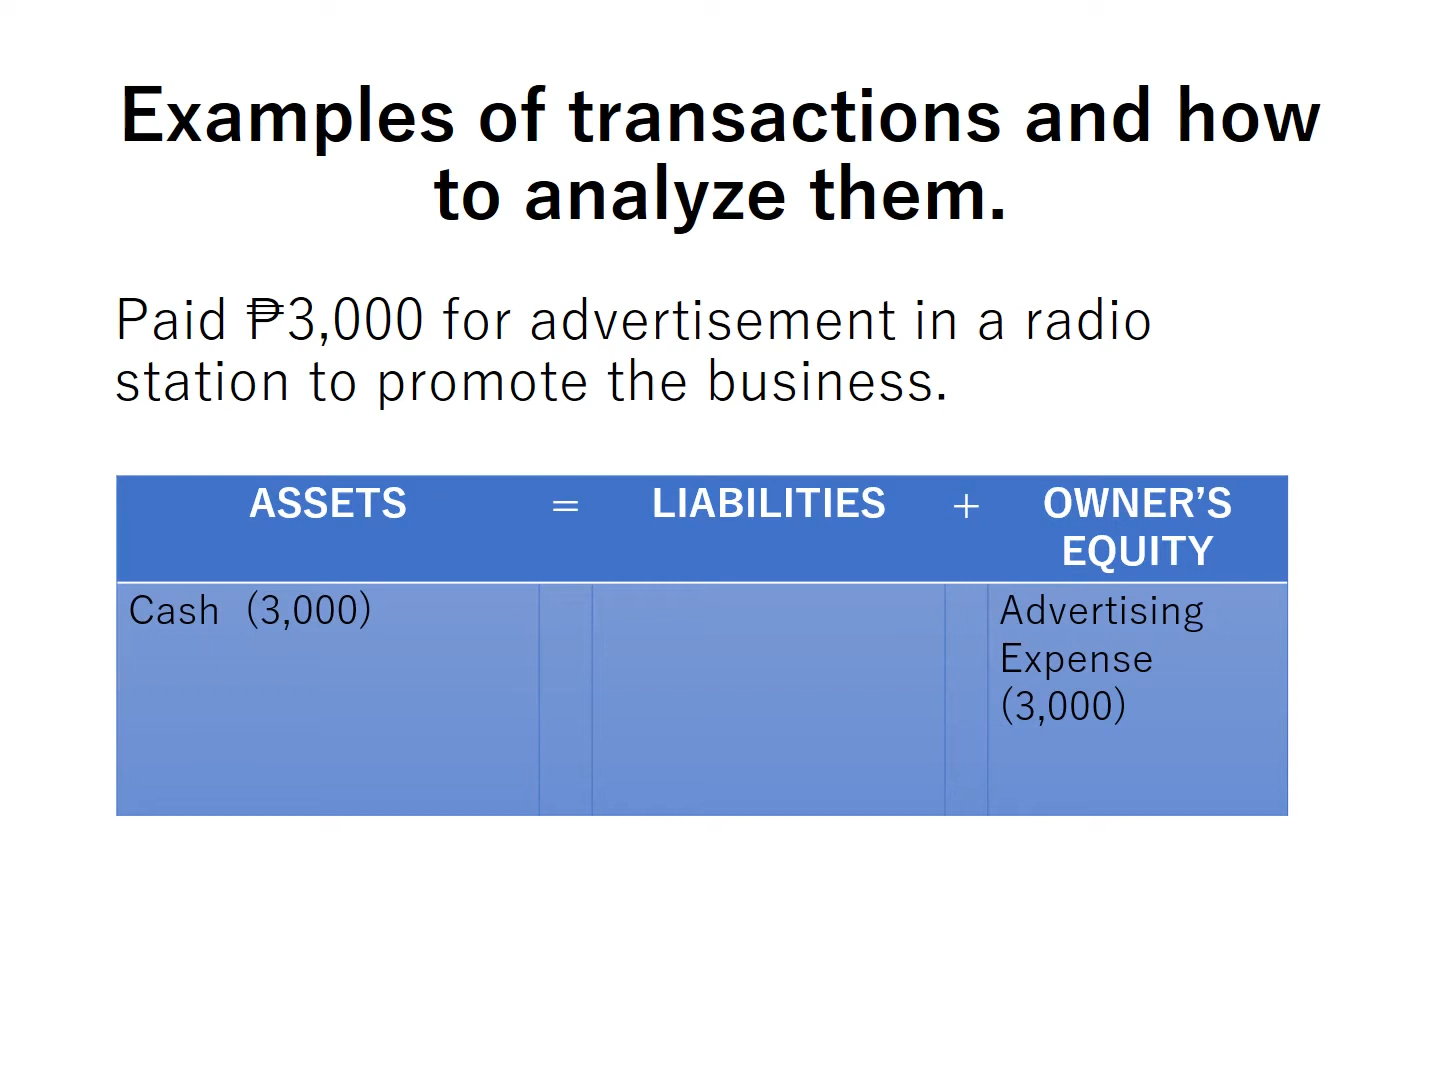 Examples of transactions and how
to analyze them.
Paid ₱3,000 for advertisement in a radio
station to promote the business.
ASSETS = LIABILITIES + OWNER’S
EQUITY
Cash (3,000) Advertising
Expense
(3,000)